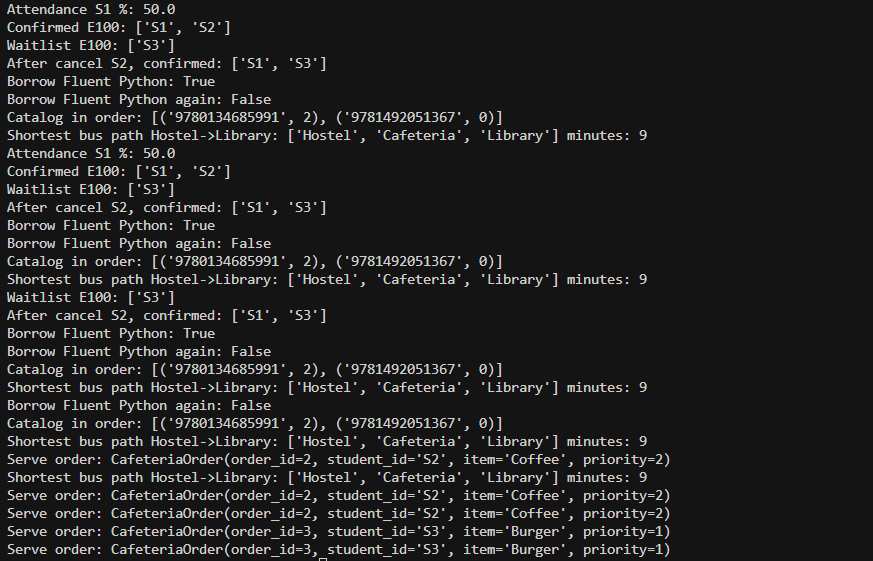 Attendance S1 %: 50.0
Confirmed E100: ['S1', 'S2']
Waitlist E100: ['S3']
After cancel S2, confirmed: ['S1', 'S3']
Borrow Fluent Python: True
Borrow Fluent Python again: False
Catalog in order: [('9780134685991', 2), ('9781492051367', 0)]
Shortest bus path Hostel->Library: ['Hostel', 'Cafeteria', 'Library'] minutes: 9
Attendance S1 %: 50.0
Confirmed E100: ['S1', 'S2']
Waitlist E100: ['S3']
After cancel S2, confirmed: ['S1', 'S3']
Borrow Fluent Python: True
Borrow Fluent Python again: False
Catalog in order: [('9780134685991', 2), ('9781492051367', 0)]
Shortest bus path Hostel->Library: ['Hostel', 'Cafeteria', 'Library'] minutes: 9
Waitlist E100: ['S3']
After cancel S2, confirmed: ['S1', 'S3']
Borrow Fluent Python: True
Borrow Fluent Python again: False
Catalog in order: [('9780134685991', 2), ('9781492051367', 0)]
Shortest bus path Hostel->Library: ['Hostel', 'Cafeteria', 'Library'] minutes: 9
Borrow Fluent Python again: False
Catalog in order: [('9780134685991', 2), ('9781492051367', 0)]
Shortest bus path Hostel->Library: ['Hostel', 'Cafeteria', 'Library'] minutes: 9
Serve order: CafeteriaOrder(order_id=2, student_id='S2', item='Coffee', priority=2)
Shortest bus path Hostel->Library: ['Hostel', 'Cafeteria', 'Library'] minutes: 9
Serve order: CafeteriaOrder(order_id=2, student_id='S2', item='Coffee', priority=2)
Serve order: CafeteriaOrder(order_id=2, student_id='S2', item='Coffee', priority=2)
Serve order: CafeteriaOrder(order_id=3, student_id='S3', item='Burger', priority=1)
Serve order: CafeteriaOrder(order_id=3, student_id='S3', item='Burger', priority=1)